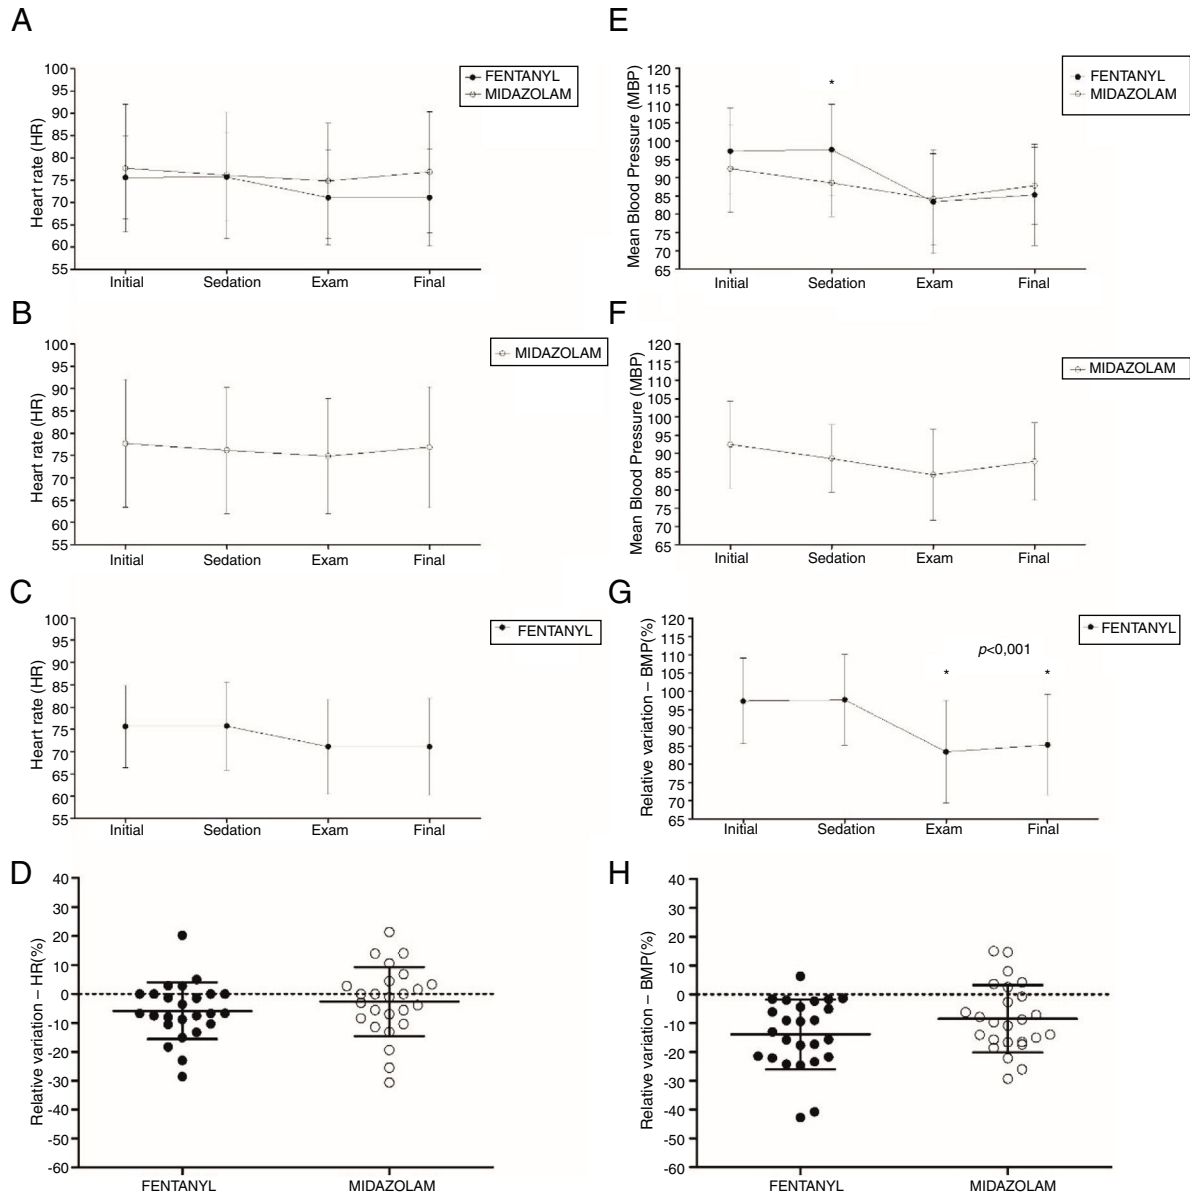 A
Heart rate (HR)
100
95
90
85
80
75
70
65
60
55
Initial
Sedation
Exam
Final
FENTANYL
MIDAZOLAM
E
Mean Blood Pressure (MBP)
120
115
110
105
100
95
90
85
80
75
70
65
*
Initial
Sedation
Exam
Final
FENTANYL
MIDAZOLAM
B
Heart rate (HR)
100
95
90
85
80
75
70
65
60
55
Initial
Sedation
Exam
Final
MIDAZOLAM
F
Mean Blood Pressure (MBP)
120
115
110
105
100
95
90
85
80
75
70
65
Initial
Sedation
Exam
Final
MIDAZOLAM
C
Heart rate (HR)
100
95
90
85
80
75
70
65
60
55
Initial
Sedation
Exam
Final
FENTANYL
G
Relative variation – BMP(%)
120
115
110
105
100
95
90
85
80
75
70
65
p<0,001
*
*
Initial
Sedation
Exam
Final
FENTANYL
D
Relative variation – HR(%)
40
30
20
10
0
-10
-20
-30
-40
-50
-60
FENTANYL
MIDAZOLAM
H
Relative variation – BMP(%)
40
30
20
10
0
-10
-20
-30
-40
-50
-60
FENTANYL
MIDAZOLAM